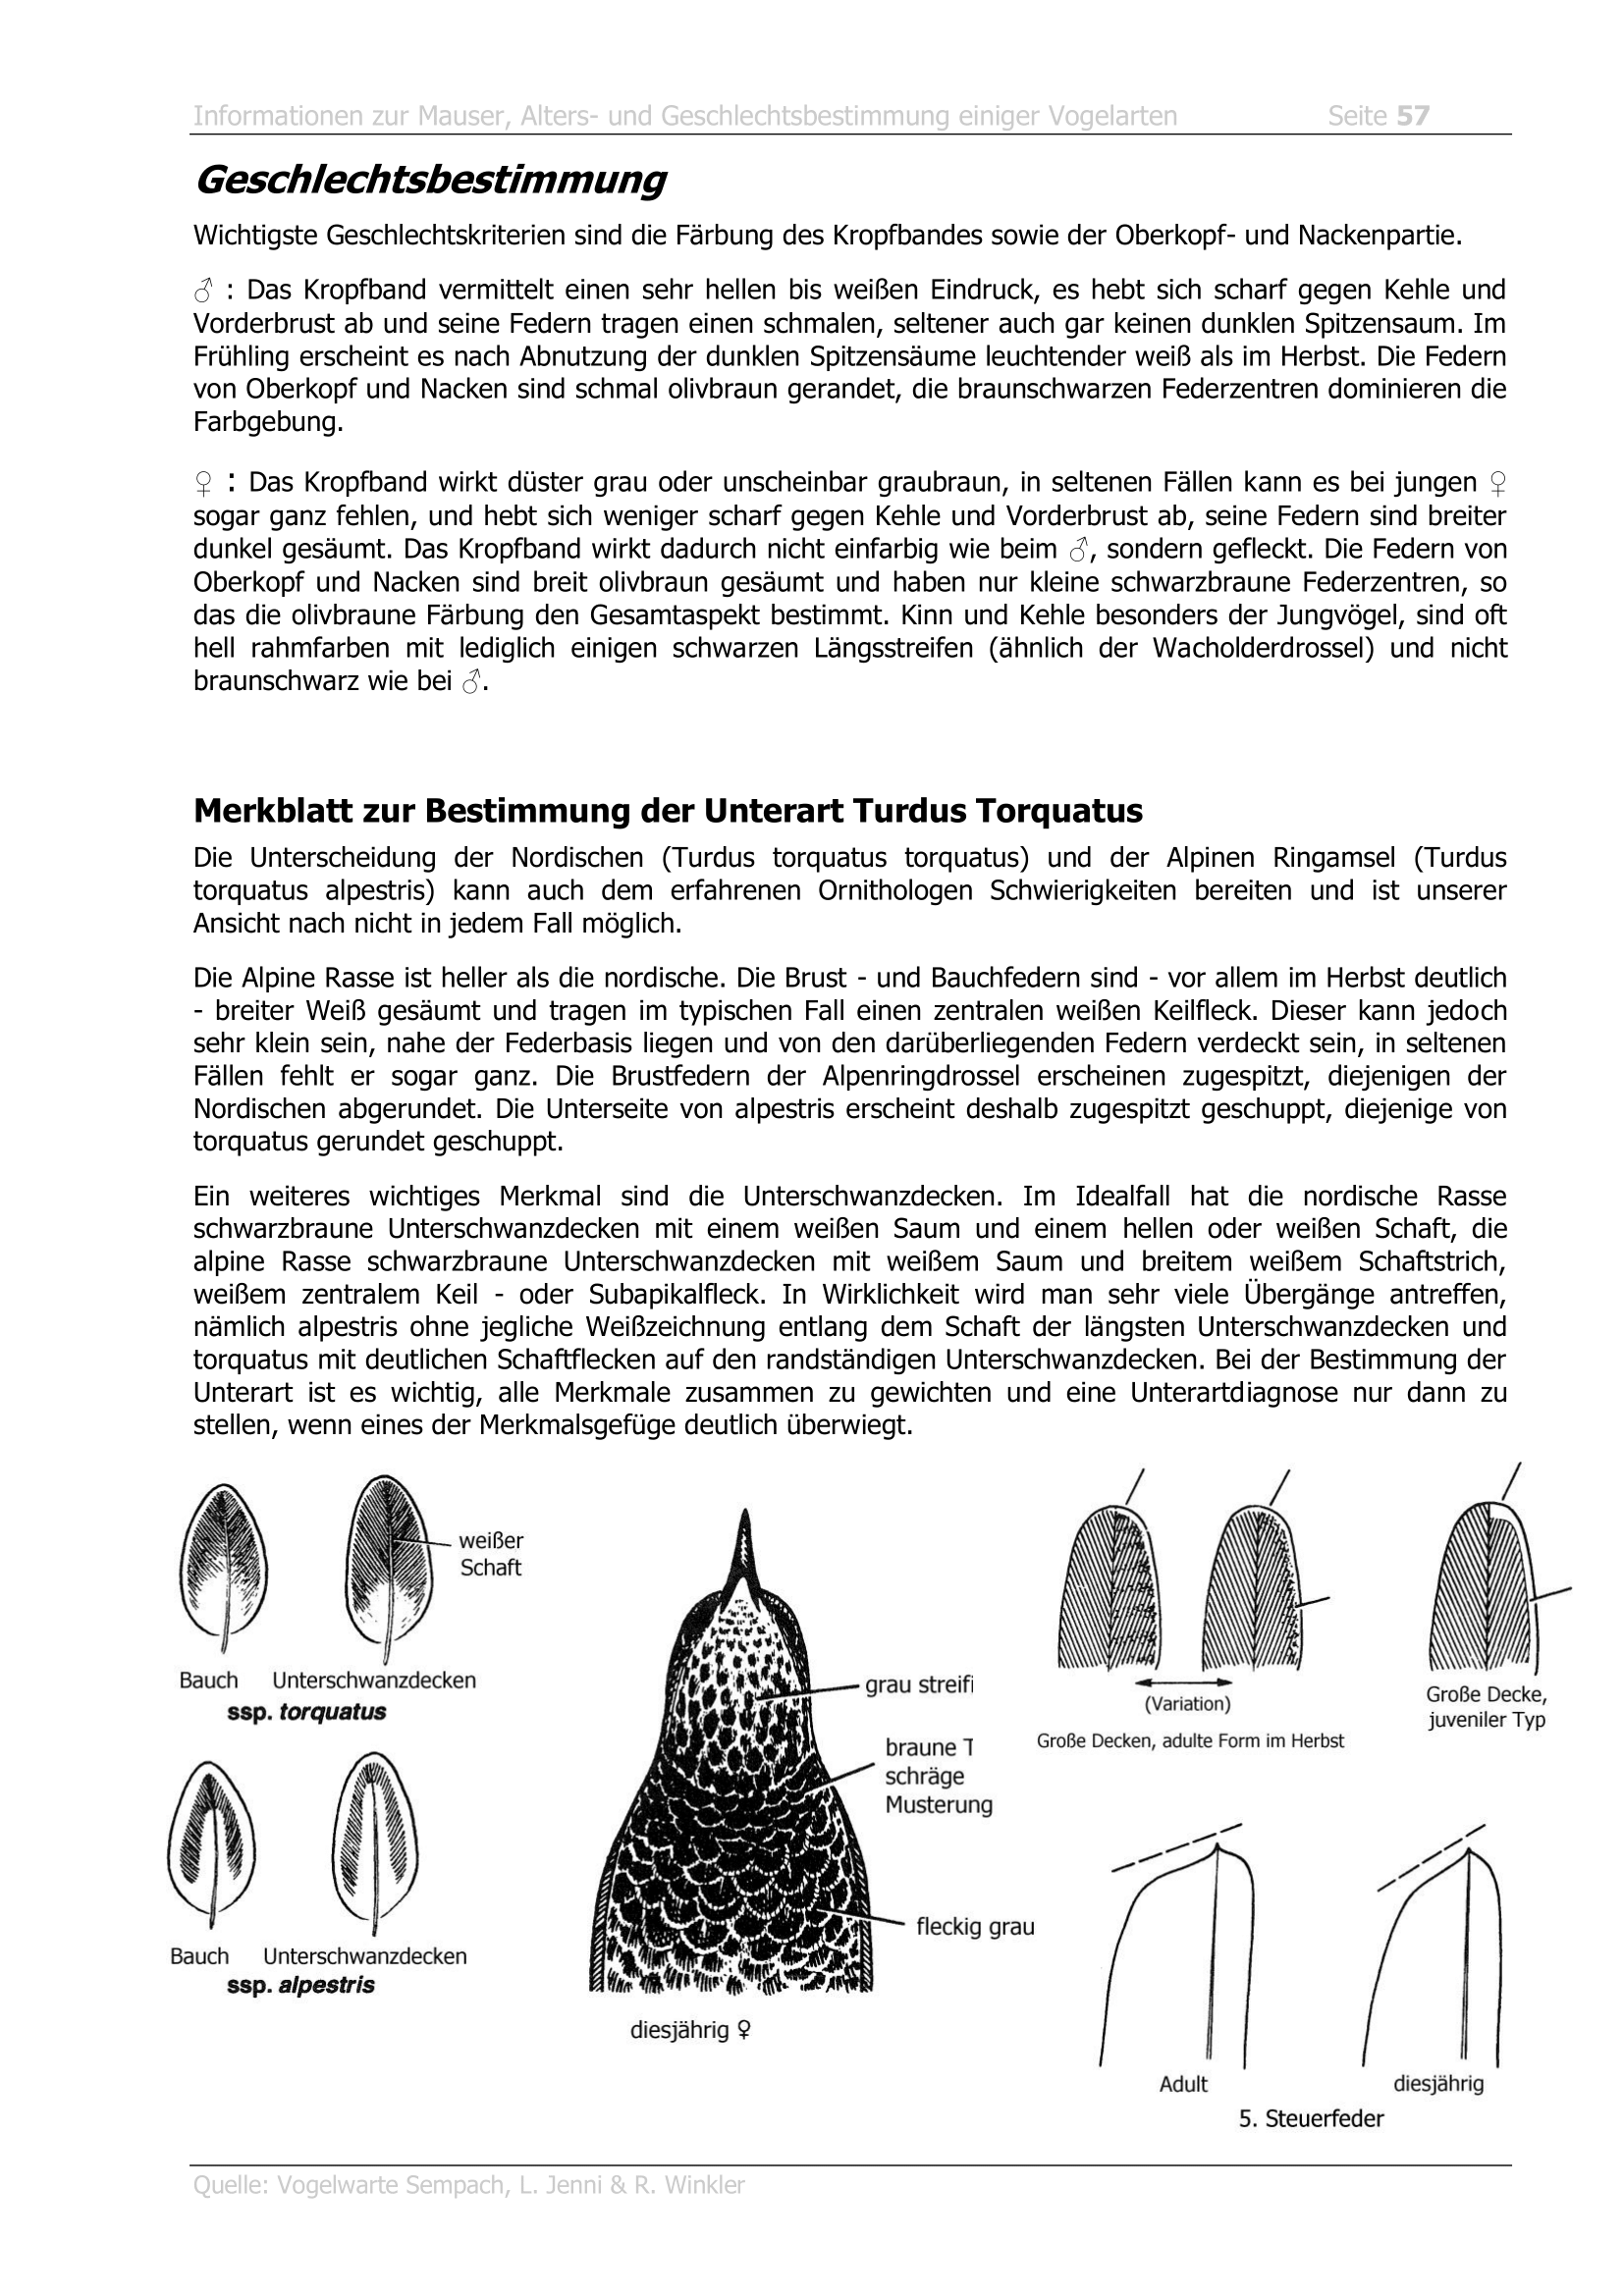 Informationen zur Mauser, Alters- und Geschlechtsbestimmung einiger Vogelarten Seite 57
Geschlechtsbestimmung
Wichtigste Geschlechtskriterien sind die Färbung des Kropfbandes sowie der Oberkopf- und Nackenpartie.
♂ : Das Kropfband vermittelt einen sehr hellen bis weißen Eindruck, es hebt sich scharf gegen Kehle und
Vorderbrust ab und seine Federn tragen einen schmalen, seltener auch gar keinen dunklen Spitzensaum. Im
Frühling erscheint es nach Abnutzung der dunklen Spitzensäume leuchtender weiß als im Herbst. Die Federn
von Oberkopf und Nacken sind schmal olivbraun gerandet, die braunschwarzen Federzentren dominieren die
Farbgebung.
♀ : Das Kropfband wirkt düster grau oder unscheinbar graubraun, in seltenen Fällen kann es bei jungen ♀
sogar ganz fehlen, und hebt sich weniger scharf gegen Kehle und Vorderbrust ab, seine Federn sind breiter
dunkel gesäumt. Das Kropfband wirkt dadurch nicht einfarbig wie beim ♂, sondern gefleckt. Die Federn von
Oberkopf und Nacken sind breit olivbraun gesäumt und haben nur kleine schwarzbraune Federzentren, so
das die olivbraune Färbung den Gesamtaspekt bestimmt. Kinn und Kehle besonders der Jungvögel, sind oft
hell rahmfarben mit lediglich einigen schwarzen Längsstreifen (ähnlich der Wacholderdrossel) und nicht
braunschwarz wie bei ♂.
Merkblatt zur Bestimmung der Unterart Turdus Torquatus
Die Unterscheidung der Nordischen (Turdus torquatus torquatus) und der Alpinen Ringamsel (Turdus
torquatus alpestris) kann auch dem erfahrenen Ornithologen Schwierigkeiten bereiten und ist unserer
Ansicht nach nicht in jedem Fall möglich.
Die Alpine Rasse ist heller als die nordische. Die Brust - und Bauchfedern sind - vor allem im Herbst deutlich
- breiter Weiß gesäumt und tragen im typischen Fall einen zentralen weißen Keilfleck. Dieser kann jedoch
sehr klein sein, nahe der Federbasis liegen und von den darüberliegenden Federn verdeckt sein, in seltenen
Fällen fehlt er sogar ganz. Die Brustfedern der Alpenringdrossel erscheinen zugespitzt, diejenigen der
Nordischen abgerundet. Die Unterseite von alpestris erscheint deshalb zugespitzt geschuppt, diejenige von
torquatus gerundet geschuppt.
Ein weiteres wichtiges Merkmal sind die Unterschwanzdecken. Im Idealfall hat die nordische Rasse
schwarzbraune Unterschwanzdecken mit einem weißen Saum und einem hellen oder weißen Schaft, die
alpine Rasse schwarzbraune Unterschwanzdecken mit weißem Saum und breitem weißem Schaftstrich,
weißem zentralem Keil - oder Subapikalfleck. In Wirklichkeit wird man sehr viele Übergänge antreffen,
nämlich alpestris ohne jegliche Weißzeichnung entlang dem Schaft der längsten Unterschwanzdecken und
torquatus mit deutlichen Schaftflecken auf den randständigen Unterschwanzdecken. Bei der Bestimmung der
Unterart ist es wichtig, alle Merkmale zusammen zu gewichten und eine Unterartdiagnose nur dann zu
stellen, wenn eines der Merkmalsgefüge deutlich überwiegt.
weißer
Schaft
Bauch Unterschwanzdecken
ssp. torquatus
Bauch Unterschwanzdecken
ssp. alpestris
grau streifi
braune T
schräge
Musterung
fleckig grau
diesjährig ♀
(Variation)
Große Decken, adulte Form im Herbst
Große Decke,
juveniler Typ
Adult diesjährig
5. Steuerfeder
Quelle: Vogelwarte Sempach, L. Jenni & R. Winkler